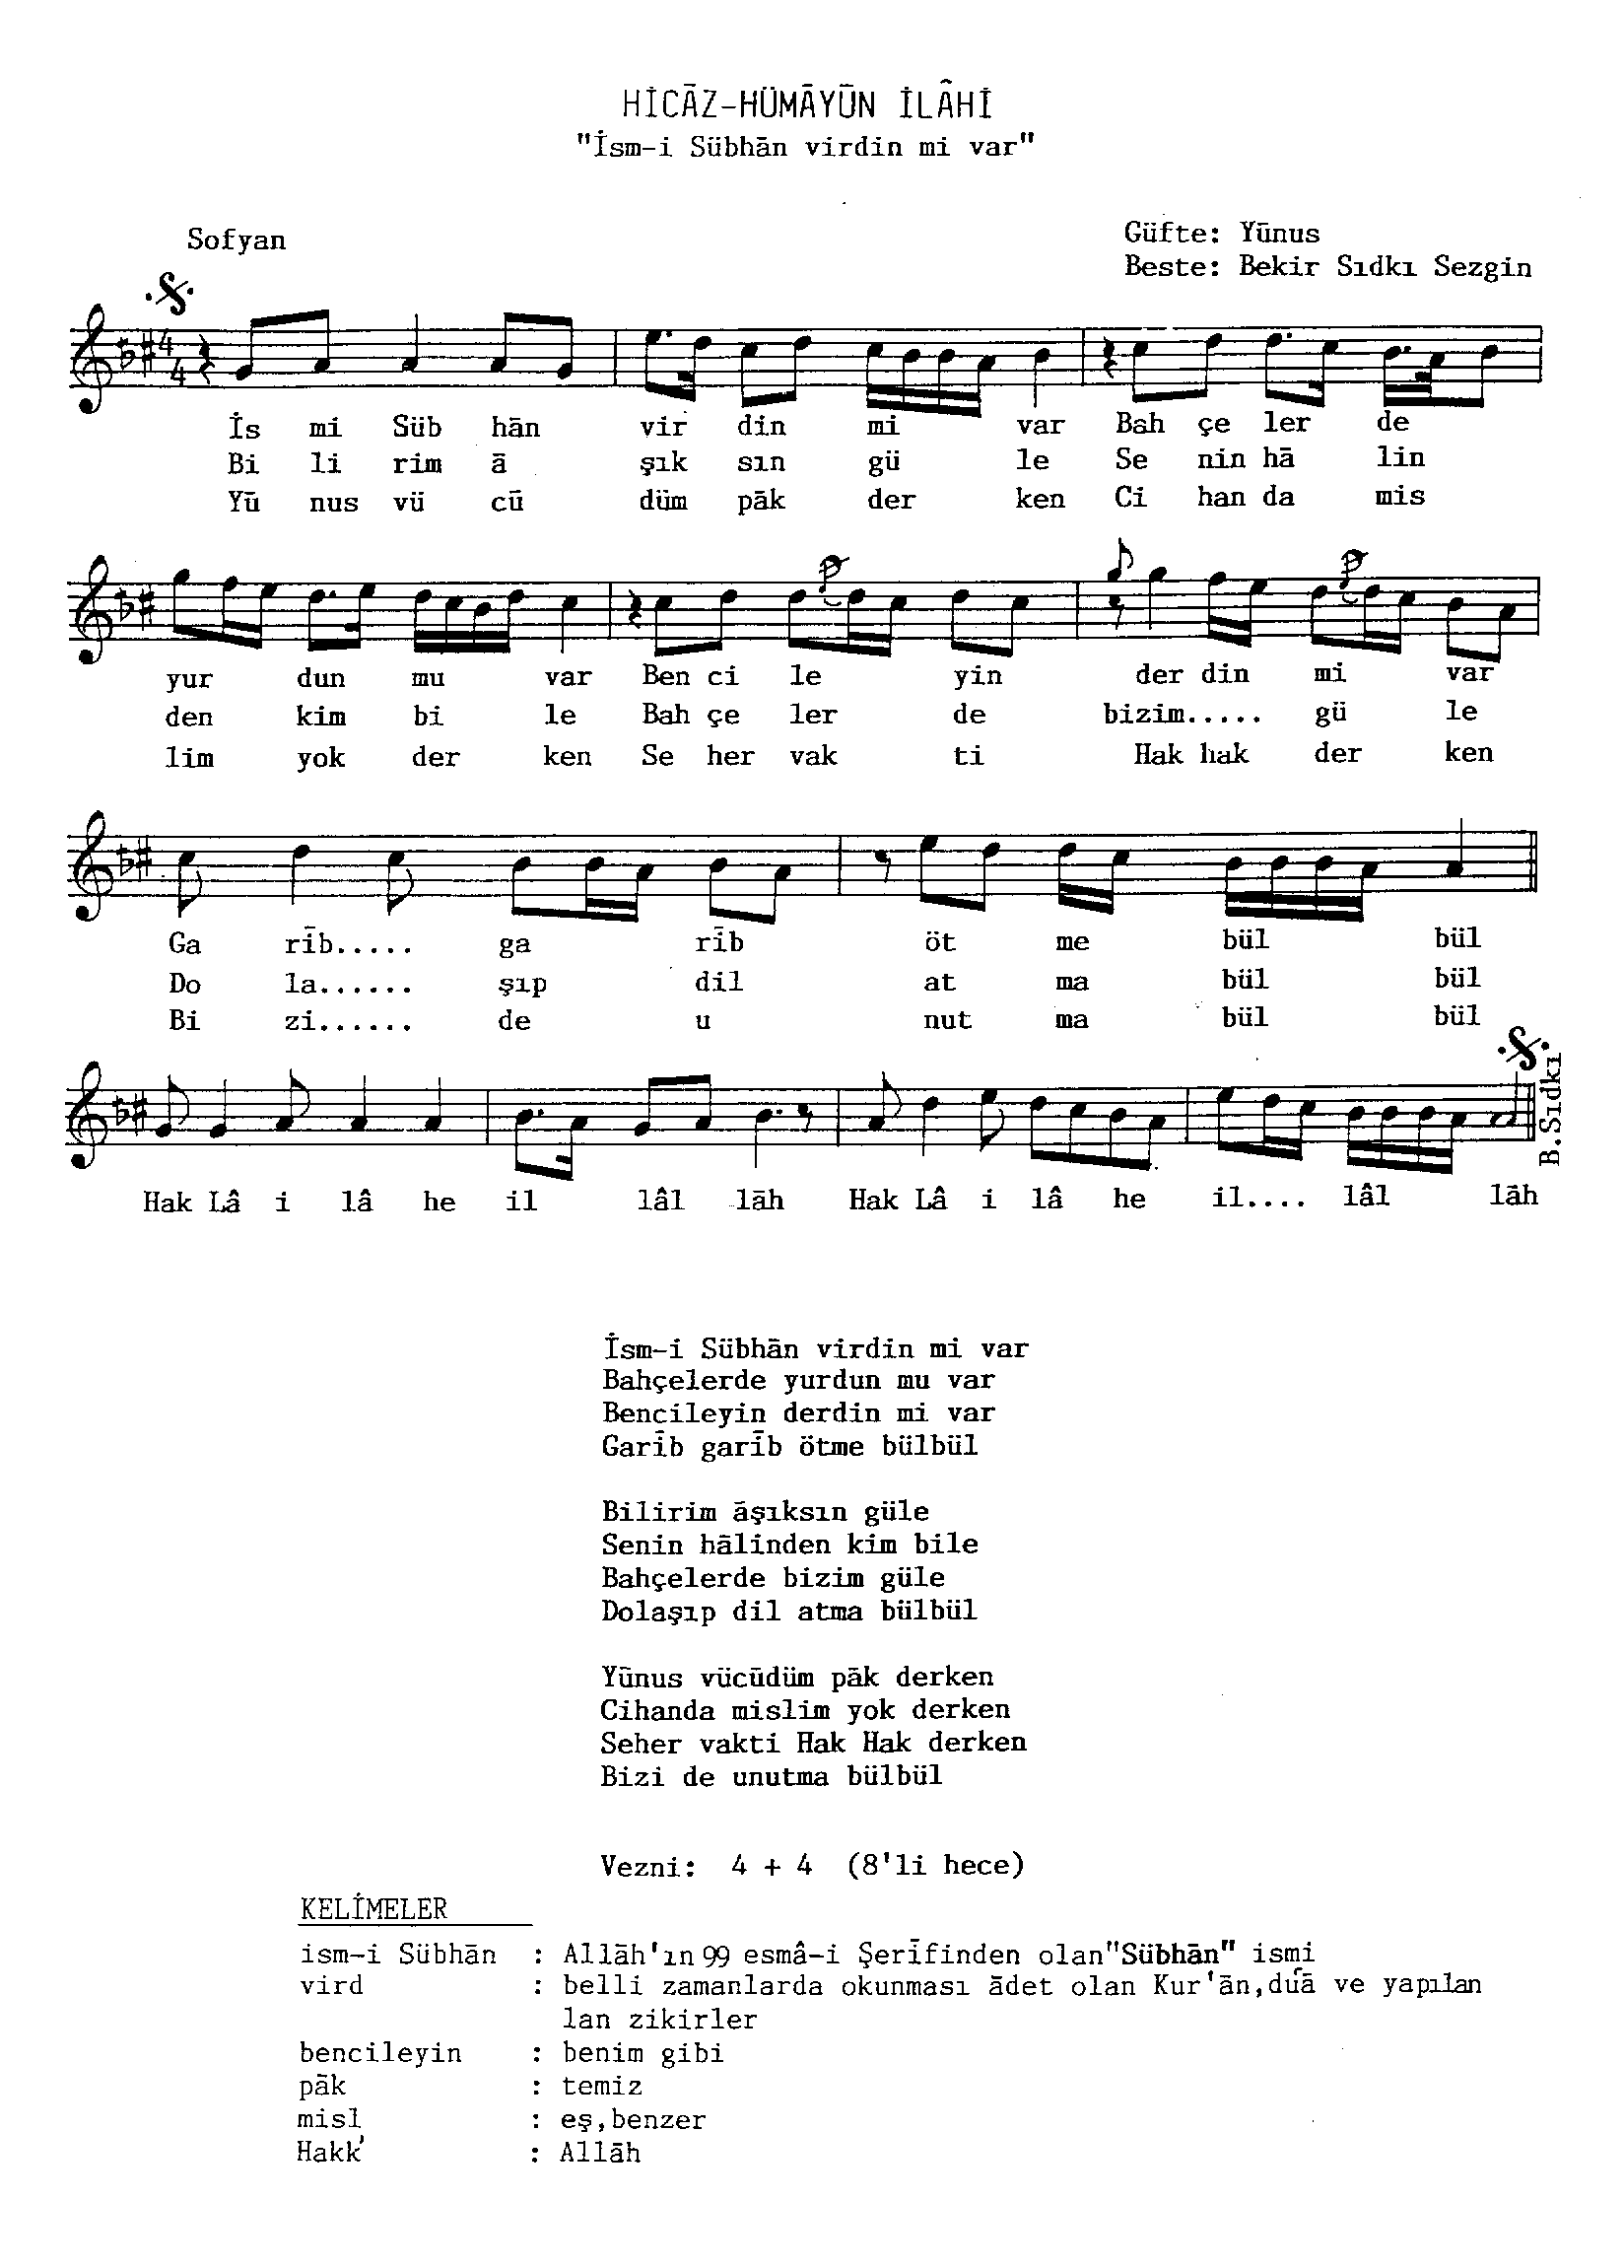 HİCĀZ-HÜMĀYŪN İLÂHİ
"İsm-i Sübhān virdin mi var"
Sofyan
Güfte: Yūnus
Beste: Bekir Sıdkı Sezgin
4
4
İs mi Süb hān vir din mi var Bah çe ler de
Bi li rim ā şık sın gü le Se nin hā lin
Yū nus vü cū düm pāk der ken Ci han da mis
yur dun mu var Ben ci le yin der din mi var
den kim bi le Bah çe ler de bizim..... gü le
lim yok der ken Se her vak ti Hak hak der ken
Ga rīb..... ga rīb öt me bül bül
Do la...... şıp dil at ma bül bül
Bi zi...... de u nut ma bül bül
B.Sıdkı
Hak Lâ i lâ he il lâl lāh Hak Lâ i lâ he il.... lâl lāh
İsm-i Sübhān virdin mi var
Bahçelerde yurdun mu var
Bencileyin derdin mi var
Garīb garīb ötme bülbül
Bilirim āşıksın güle
Senin hālinden kim bile
Bahçelerde bizim güle
Dolaşıp dil atma bülbül
Yūnus vücūdüm pāk derken
Cihanda mislim yok derken
Seher vakti Hak Hak derken
Bizi de unutma bülbül
Vezni: 4 + 4 (8'li hece)
KELİMELER
ism-i Sübhān : Allāh'ın 99 esmâ-i Şerīfinden olan"Sübhān" ismi
vird : belli zamanlarda okunması ādet olan Kur'ān,duʿā ve yapılan
lan zikirler
bencileyin : benim gibi
pāk : temiz
misl : eş,benzer
Hakk' : Allāh